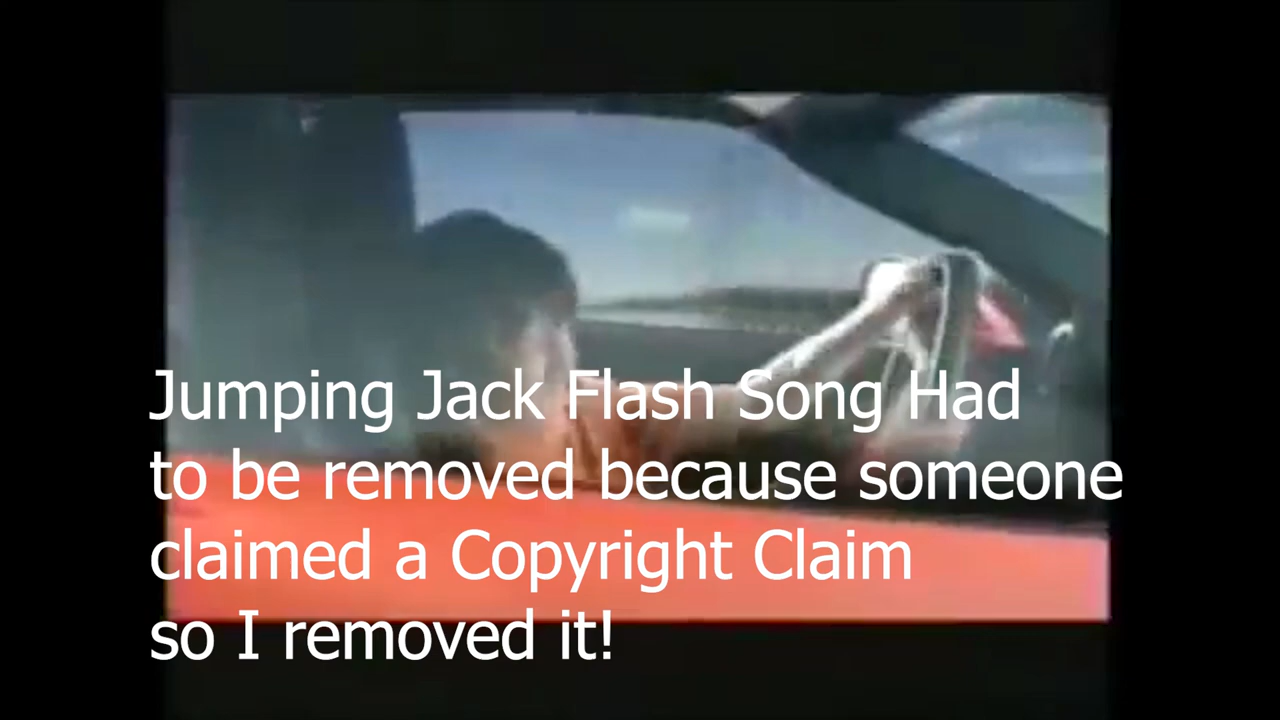 Jumping Jack Flash Song Had
to be removed because someone
claimed a Copyright Claim
so I removed it!